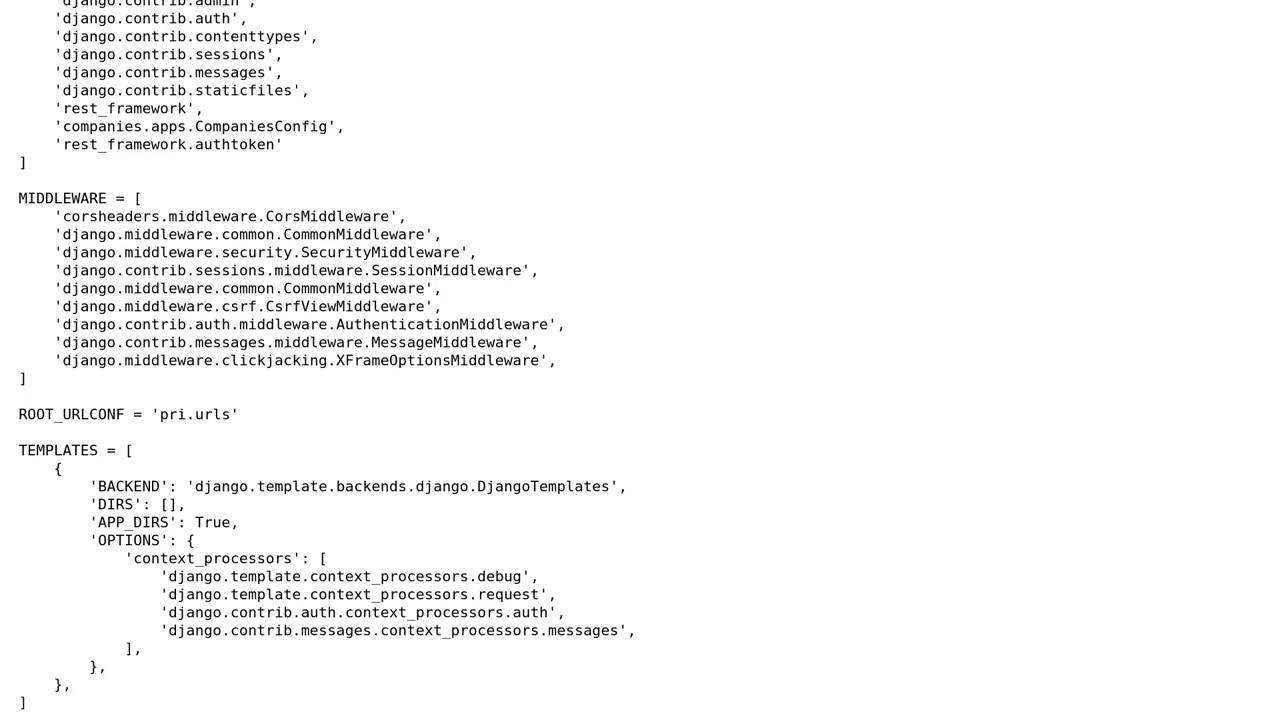 'django.contrib.admin',
    'django.contrib.auth',
    'django.contrib.contenttypes',
    'django.contrib.sessions',
    'django.contrib.messages',
    'django.contrib.staticfiles',
    'rest_framework',
    'companies.apps.CompaniesConfig',
    'rest_framework.authtoken'
]

MIDDLEWARE = [
    'corsheaders.middleware.CorsMiddleware',
    'django.middleware.common.CommonMiddleware',
    'django.middleware.security.SecurityMiddleware',
    'django.contrib.sessions.middleware.SessionMiddleware',
    'django.middleware.common.CommonMiddleware',
    'django.middleware.csrf.CsrfViewMiddleware',
    'django.contrib.auth.middleware.AuthenticationMiddleware',
    'django.contrib.messages.middleware.MessageMiddleware',
    'django.middleware.clickjacking.XFrameOptionsMiddleware',
]

ROOT_URLCONF = 'pri.urls'

TEMPLATES = [
    {
        'BACKEND': 'django.template.backends.django.DjangoTemplates',
        'DIRS': [],
        'APP_DIRS': True,
        'OPTIONS': {
            'context_processors': [
                'django.template.context_processors.debug',
                'django.template.context_processors.request',
                'django.contrib.auth.context_processors.auth',
                'django.contrib.messages.context_processors.messages',
            ],
        },
    },
]